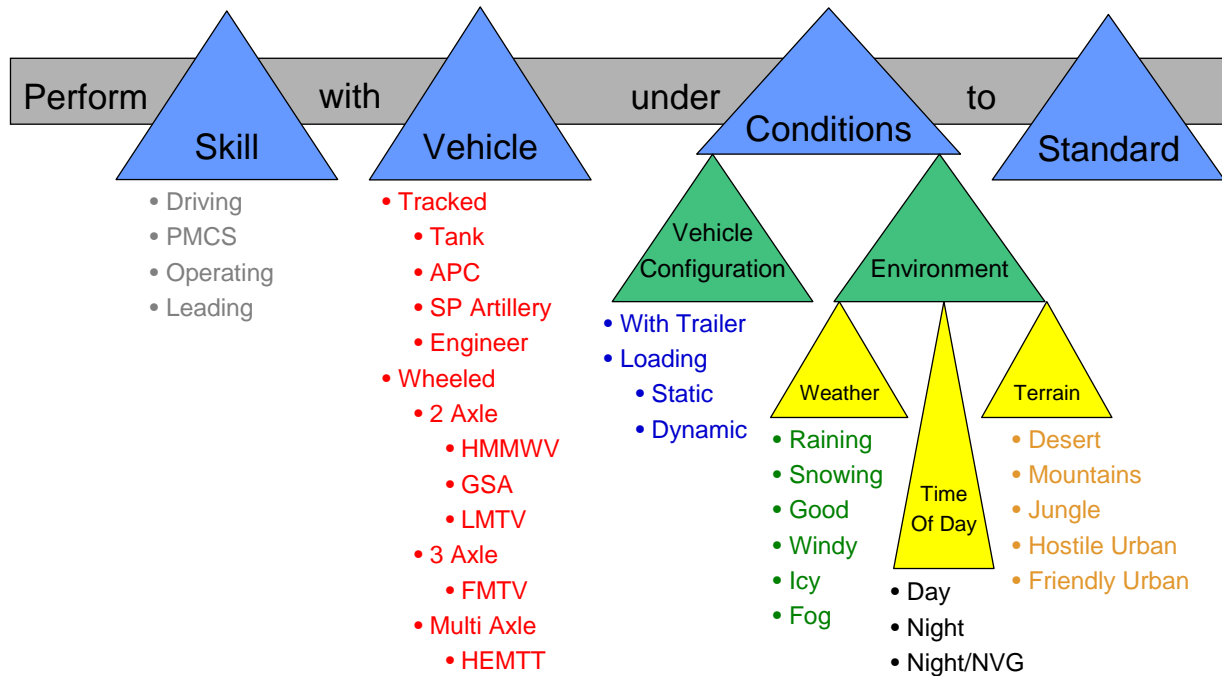 Perform
Skill
with
Vehicle
under
Conditions
to
Standard
• Driving
• PMCS
• Operating
• Leading
• Tracked
• Tank
• APC
• SP Artillery
• Engineer
• Wheeled
• 2 Axle
• HMMWV
• GSA
• LMTV
• 3 Axle
• FMTV
• Multi Axle
• HEMTT
Vehicle
Configuration
• With Trailer
• Loading
• Static
• Dynamic
Environment
Weather
• Raining
• Snowing
• Good
• Windy
• Icy
• Fog
Time
Of Day
• Day
• Night
• Night/NVG
Terrain
• Desert
• Mountains
• Jungle
• Hostile Urban
• Friendly Urban